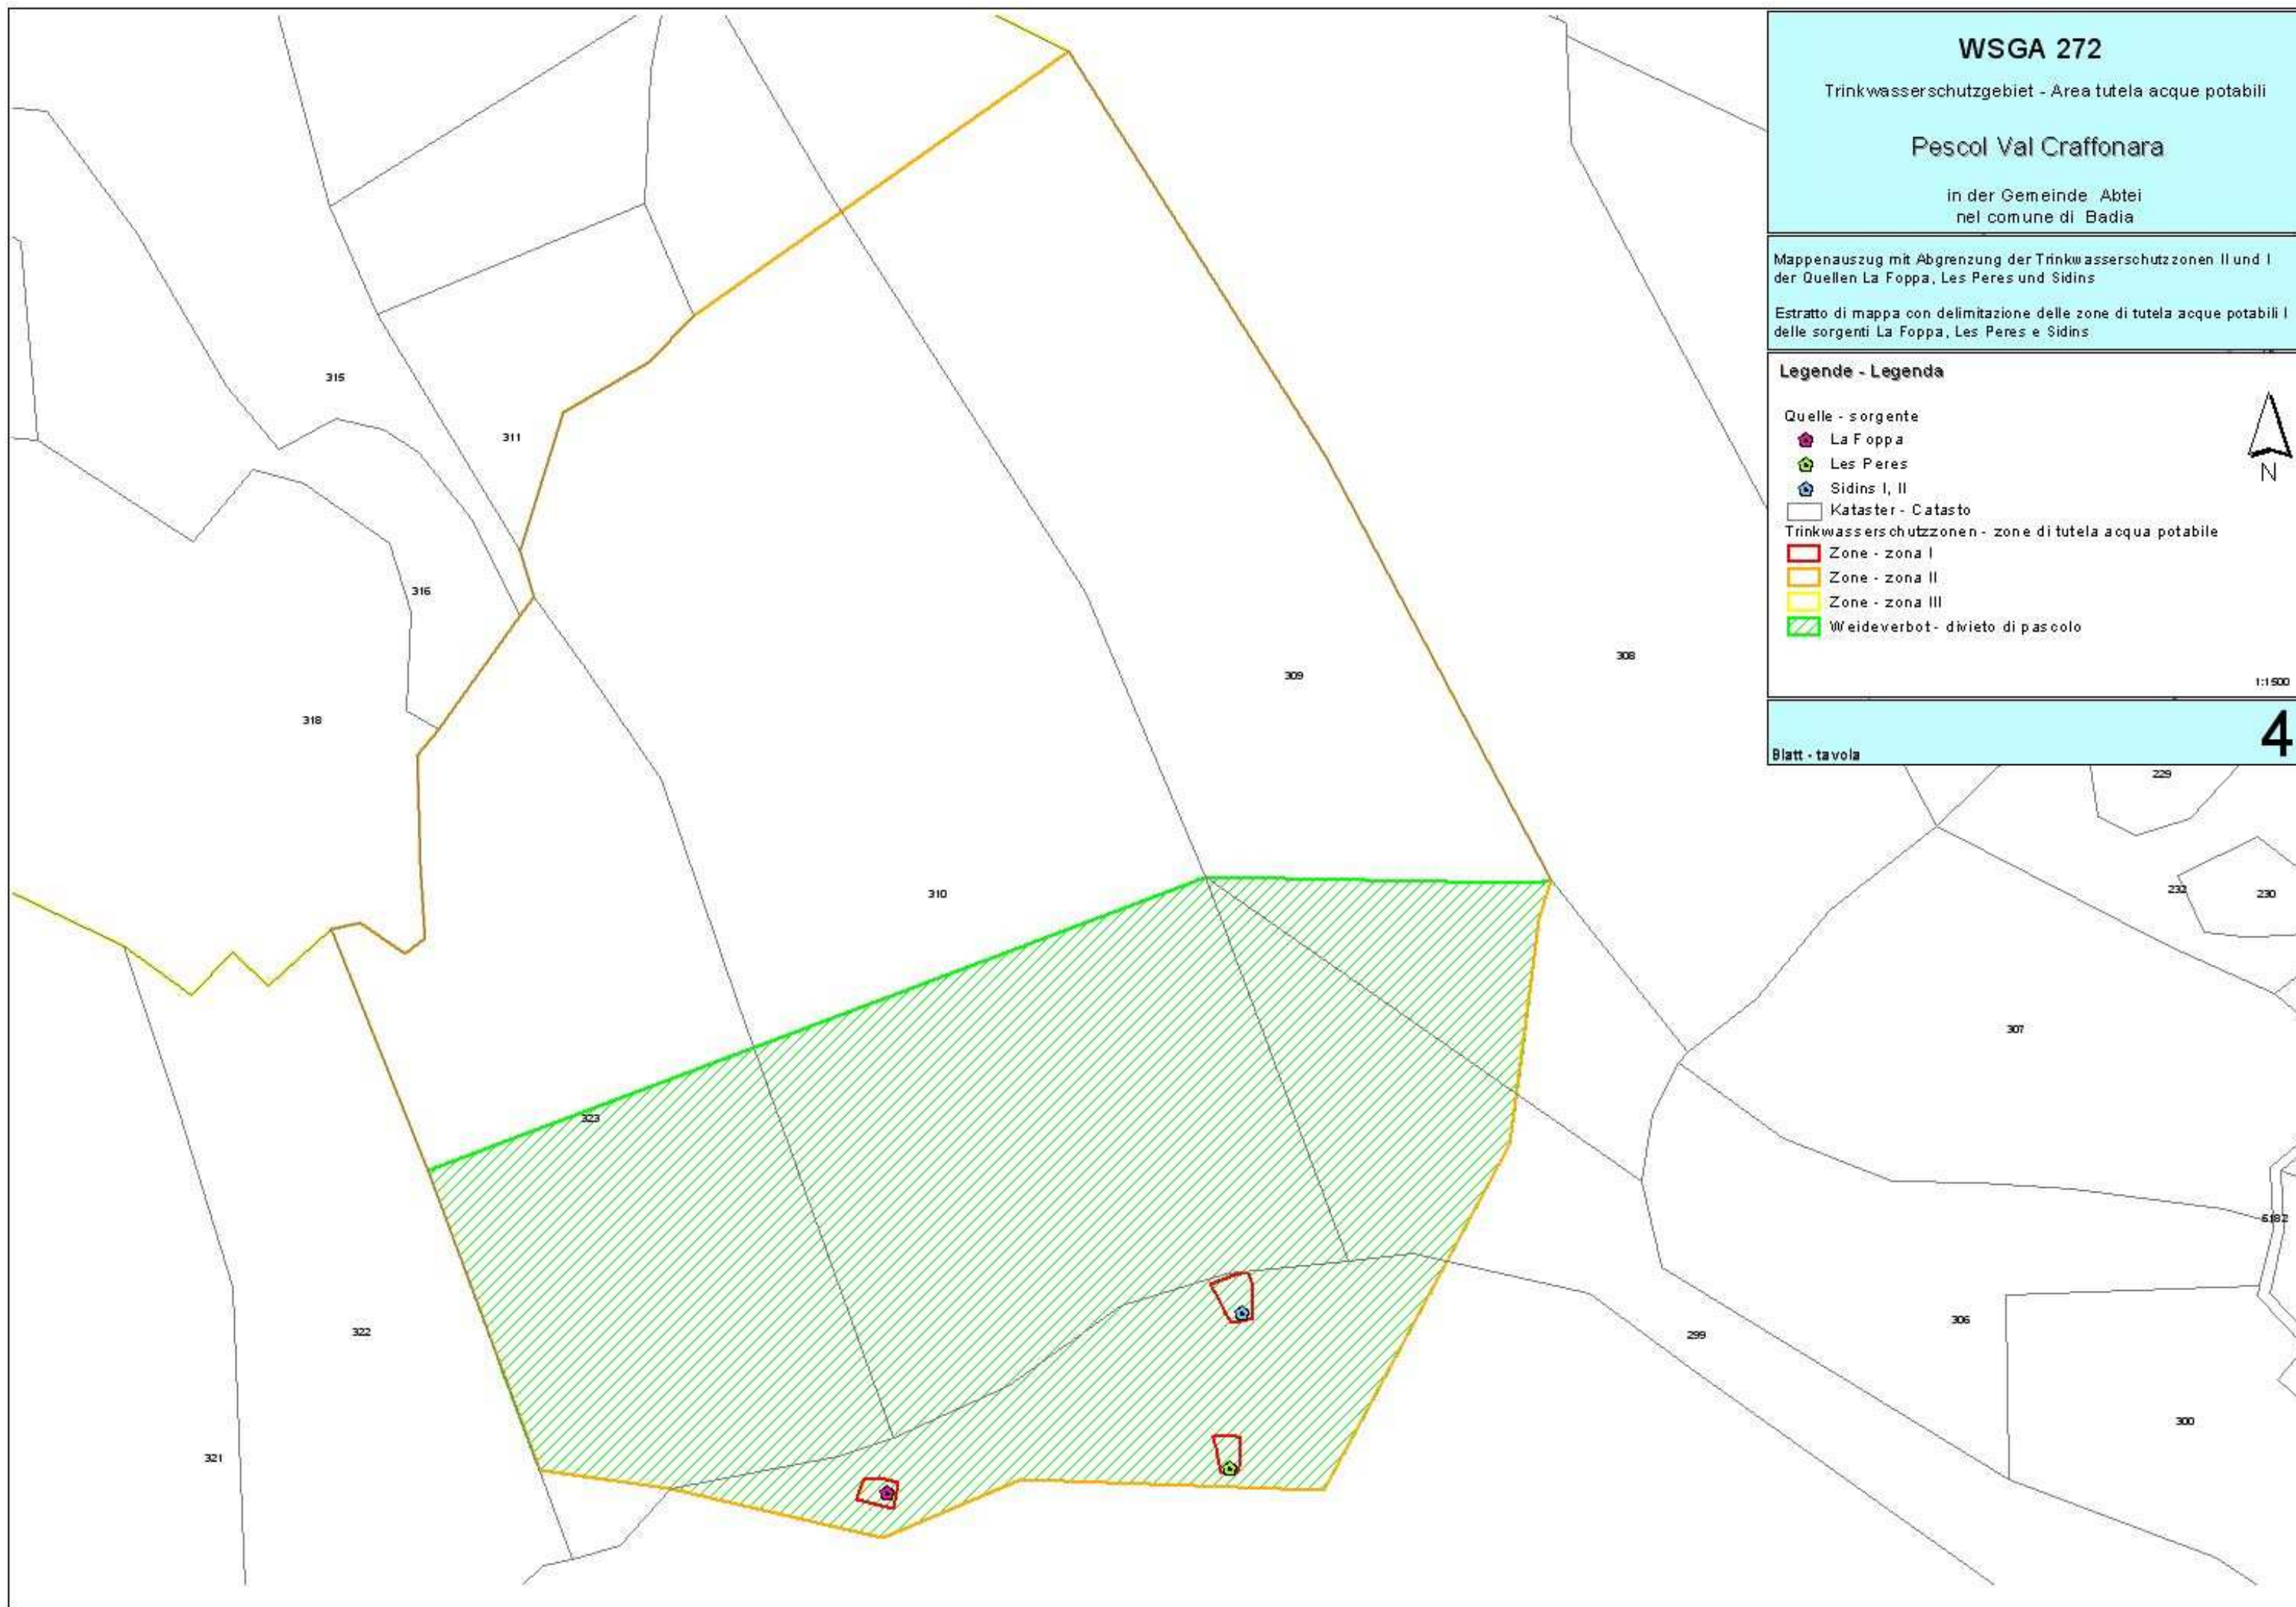 WSGA 272
Trinkwasserschutzgebiet - Area tutela acque potabili
Pescol Val Craffonara
in der Gemeinde Abtei
nel comune di Badia
Mappenauszug mit Abgrenzung der Trinkwasserschutzzonen II und I
der Quellen La Foppa, Les Peres und Sidins
Estratto di mappa con delimitazione delle zone di tutela acque potabili I
delle sorgenti La Foppa, Les Peres e Sidins
Legende - Legenda
Quelle - sorgente
La Foppa
Les Peres
Sidins I, II
Kataster - Catasto
Trinkwasserschutzzonen - zone di tutela acqua potabile
Zone - zona I
Zone - zona II
Zone - zona III
Weideverbot - divieto di pascolo
N
1:1500
4
Blatt - tavola
315
311
316
318
309
308
310
229
232
230
307
323
322
321
299
306
300
5182